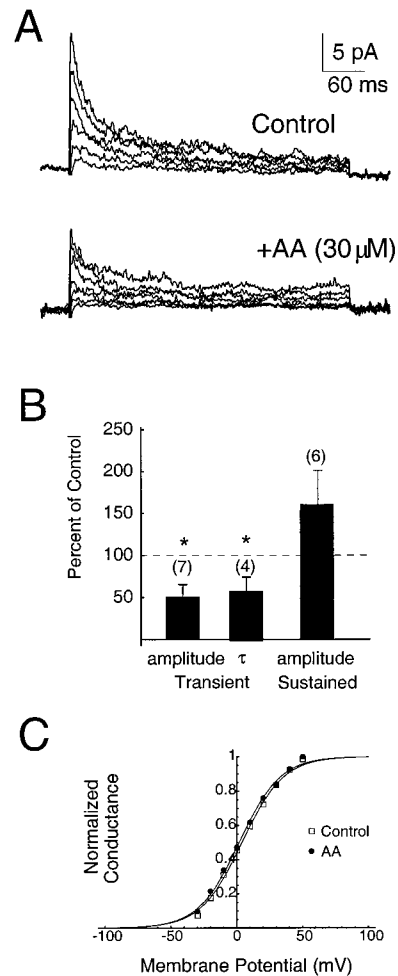 A
5 pA
60 ms
Control
+AA (30 µM)
B
Percent of Control
250
200
150
100
50
*
*
(7)
(4)
(6)
amplitude τ amplitude
Transient Sustained
C
Normalized
Conductance
1
0.8
0.6
0.4
0.2
□ Control
● AA
-100 -50 0 50 100
Membrane Potential (mV)